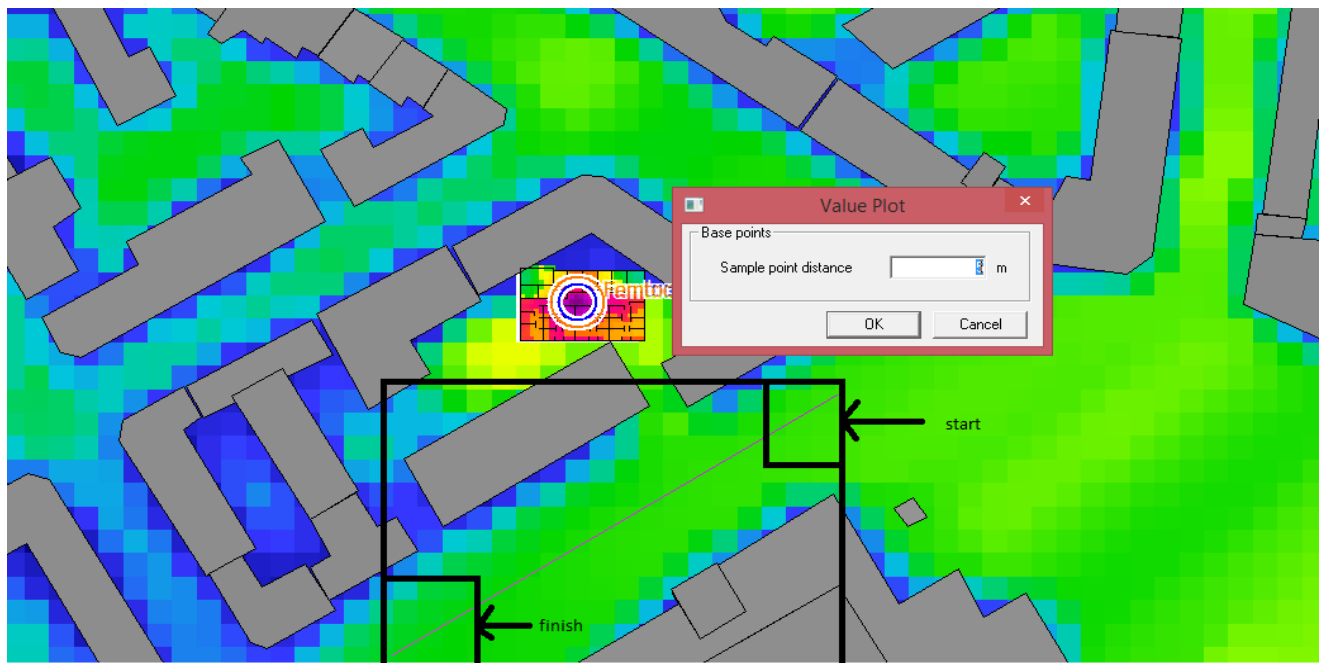 Value Plot
Base points
Sample point distance
m
OK
Cancel
start
finish